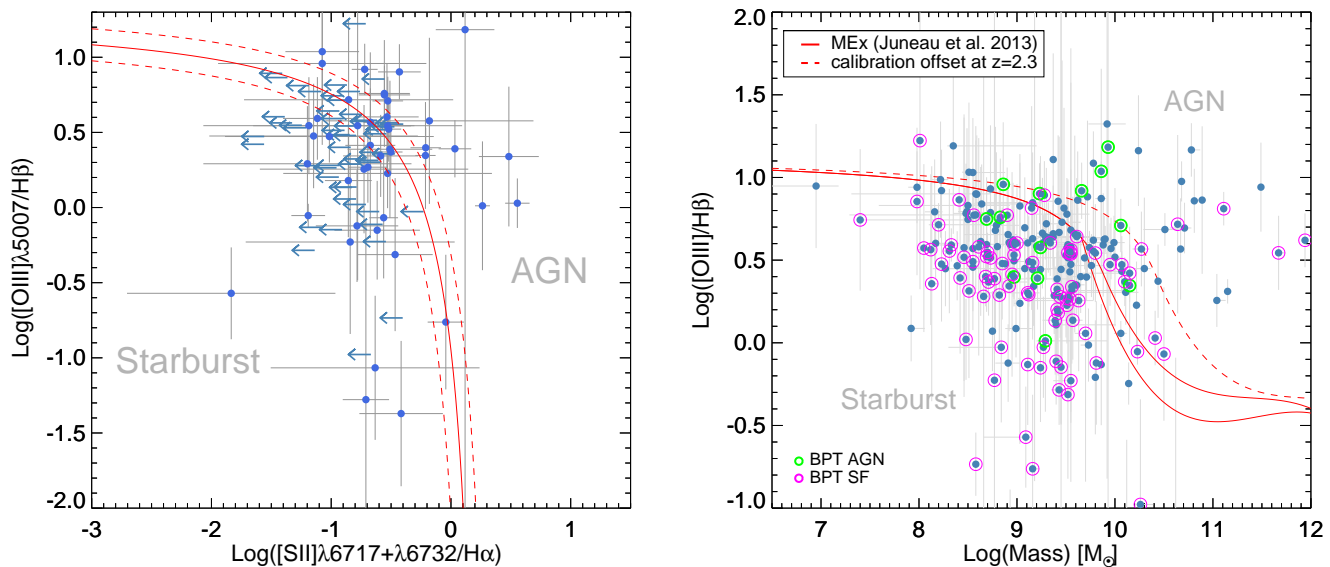 Log([OIII]λ5007/Hβ)
1.0
0.5
0.0
-0.5
-1.0
-1.5
-2.0
AGN
Starburst
-3 -2 -1 0 1
Log([SII]λ6717+λ6732/Hα)
Log([OIII]/Hβ)
2.0
1.5
1.0
0.5
0.0
-0.5
-1.0
MEx (Juneau et al. 2013)
calibration offset at z=2.3
AGN
Starburst
BPT AGN
BPT SF
7 8 9 10 11 12
Log(Mass) [M☉]